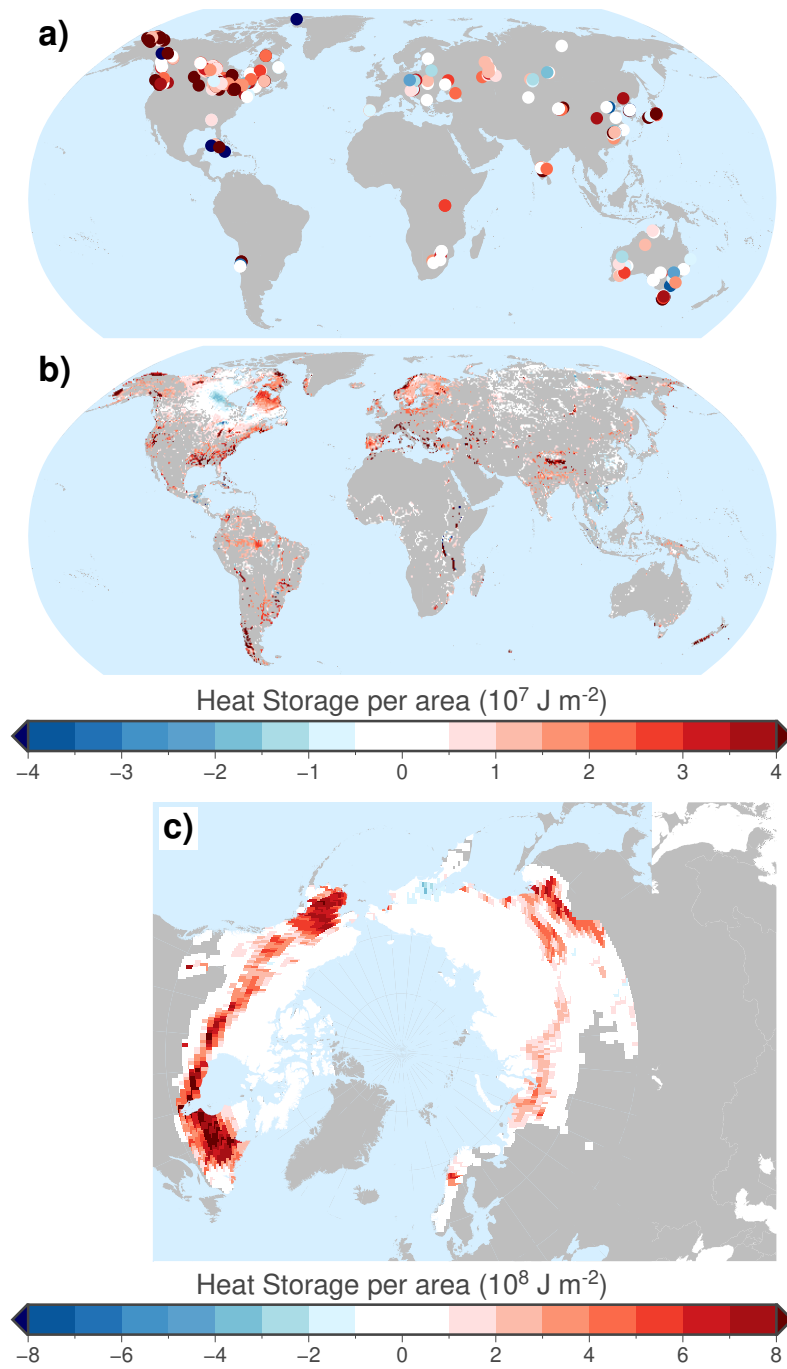 a)
b)
Heat Storage per area (10⁷ J m⁻²)
−4 −3 −2 −1 0 1 2 3 4
c)
Heat Storage per area (10⁸ J m⁻²)
−8 −6 −4 −2 0 2 4 6 8